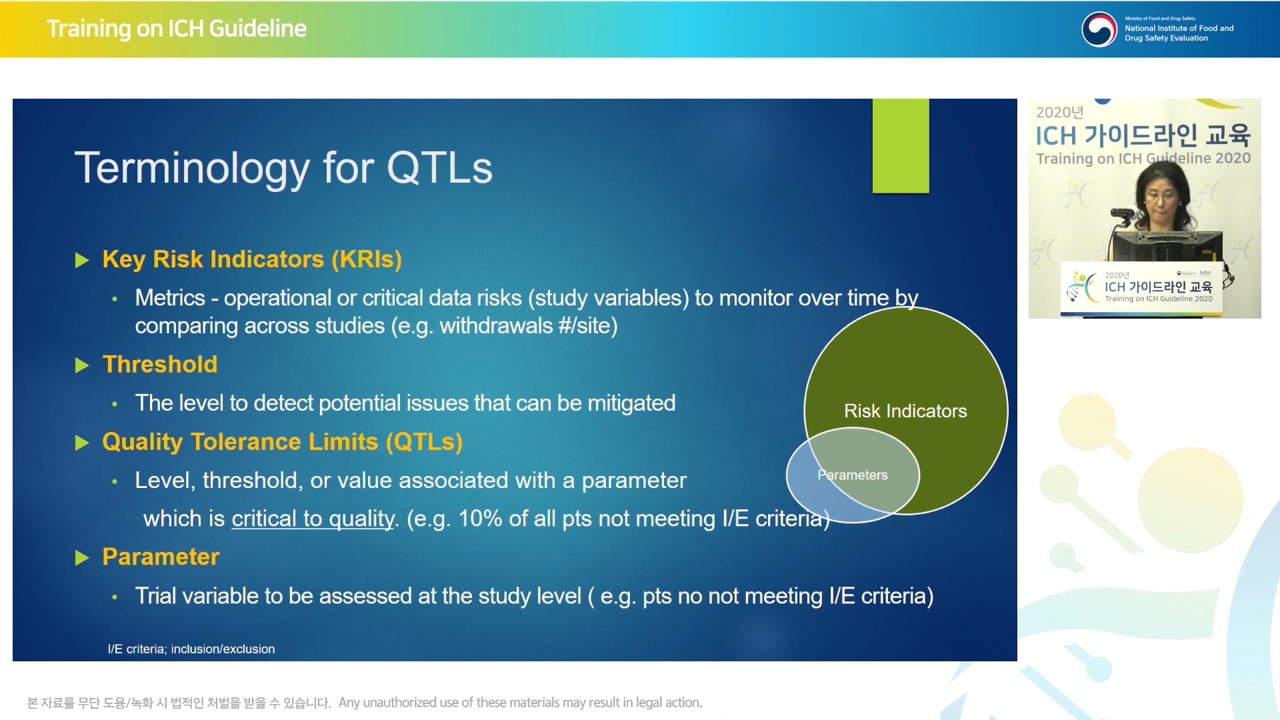 Training on ICH Guideline
Ministry of Food and Drug Safety
National Institute of Food and
Drug Safety Evaluation
Terminology for QTLs
Key Risk Indicators (KRIs)
Metrics - operational or critical data risks (study variables) to monitor over time by
comparing across studies (e.g. withdrawals #/site)
Threshold
The level to detect potential issues that can be mitigated
Quality Tolerance Limits (QTLs)
Level, threshold, or value associated with a parameter
which is critical to quality. (e.g. 10% of all pts not meeting I/E criteria)
Parameter
Trial variable to be assessed at the study level ( e.g. pts no not meeting I/E criteria)
I/E criteria; inclusion/exclusion
Risk Indicators
Parameters
2020년
ICH 가이드라인 교육
Training on ICH Guideline 2020
2020년
ICH 가이드라인 교육
Training on ICH Guideline 2020
본 자료를 무단 도용/녹화 시 법적인 처벌을 받을 수 있습니다. Any unauthorized use of these materials may result in legal action.